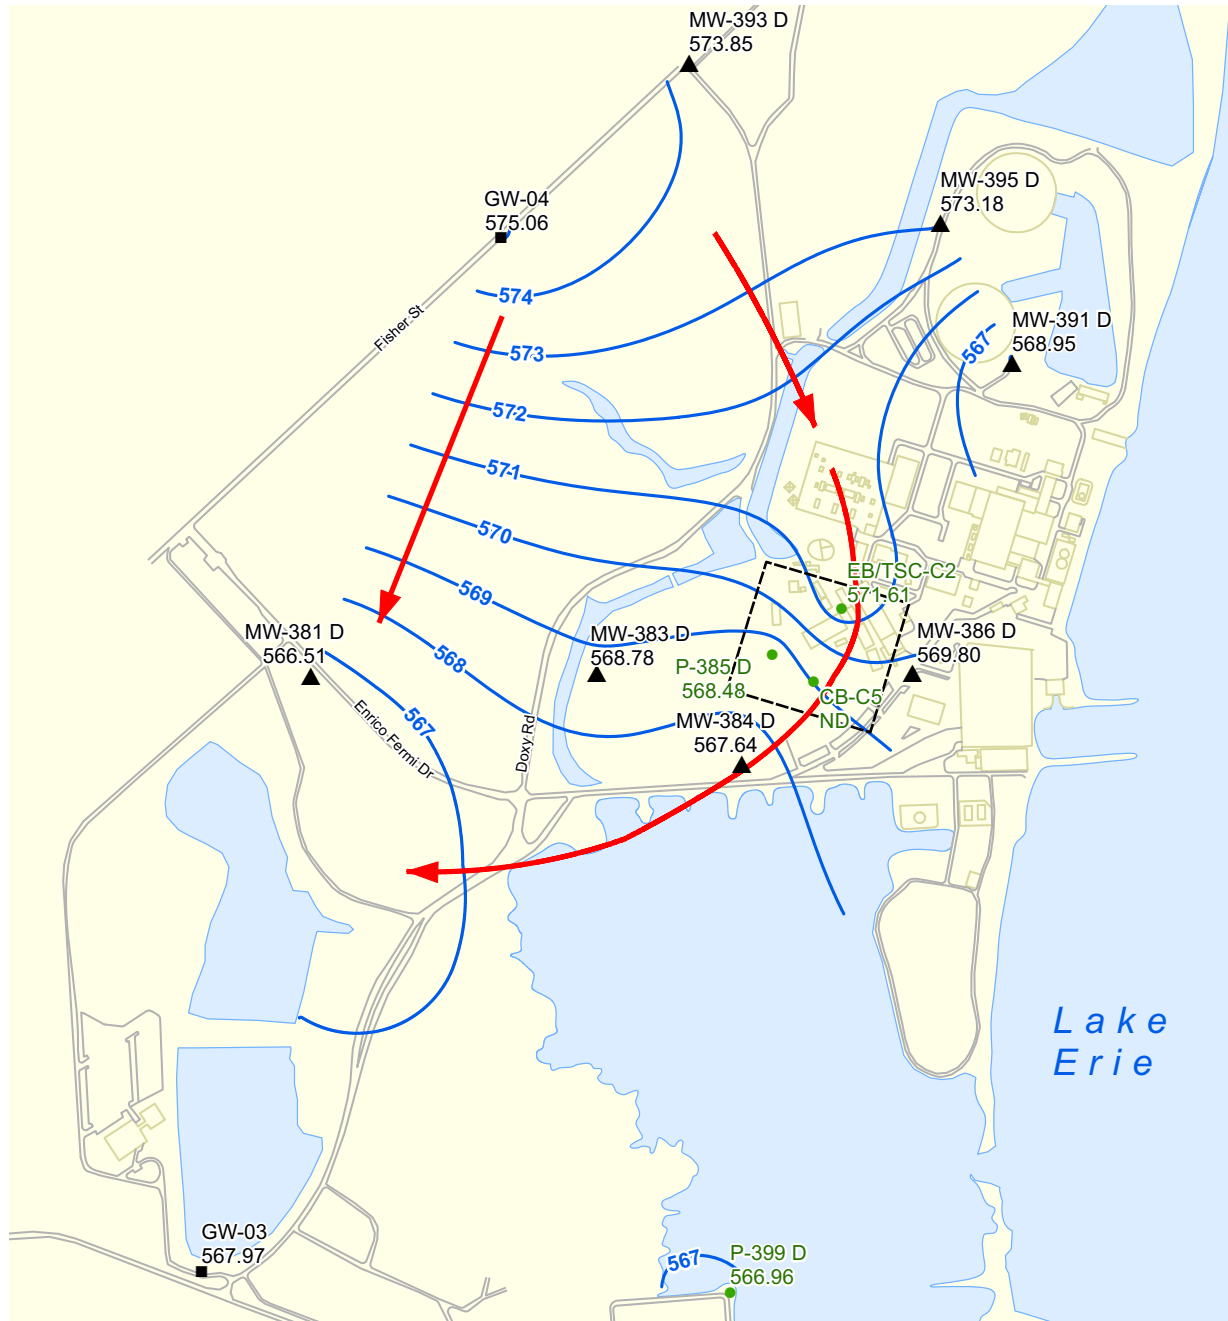 MW-393 D
573.85
MW-395 D
573.18
GW-04
575.06
574
Fisher St
573
MW-391 D
568.95
567
572
571
570
EB/TSC-C2
571.61
569
MW-381 D
566.51
MW-383 D
568.78
MW-386 D
569.80
568
P-385 D
568.48
CB-C5
ND
567
Enrico Fermi Dr
Doxy Rd
MW-384 D
567.64
Lake
Erie
GW-03
567.97
567
P-399 D
566.96